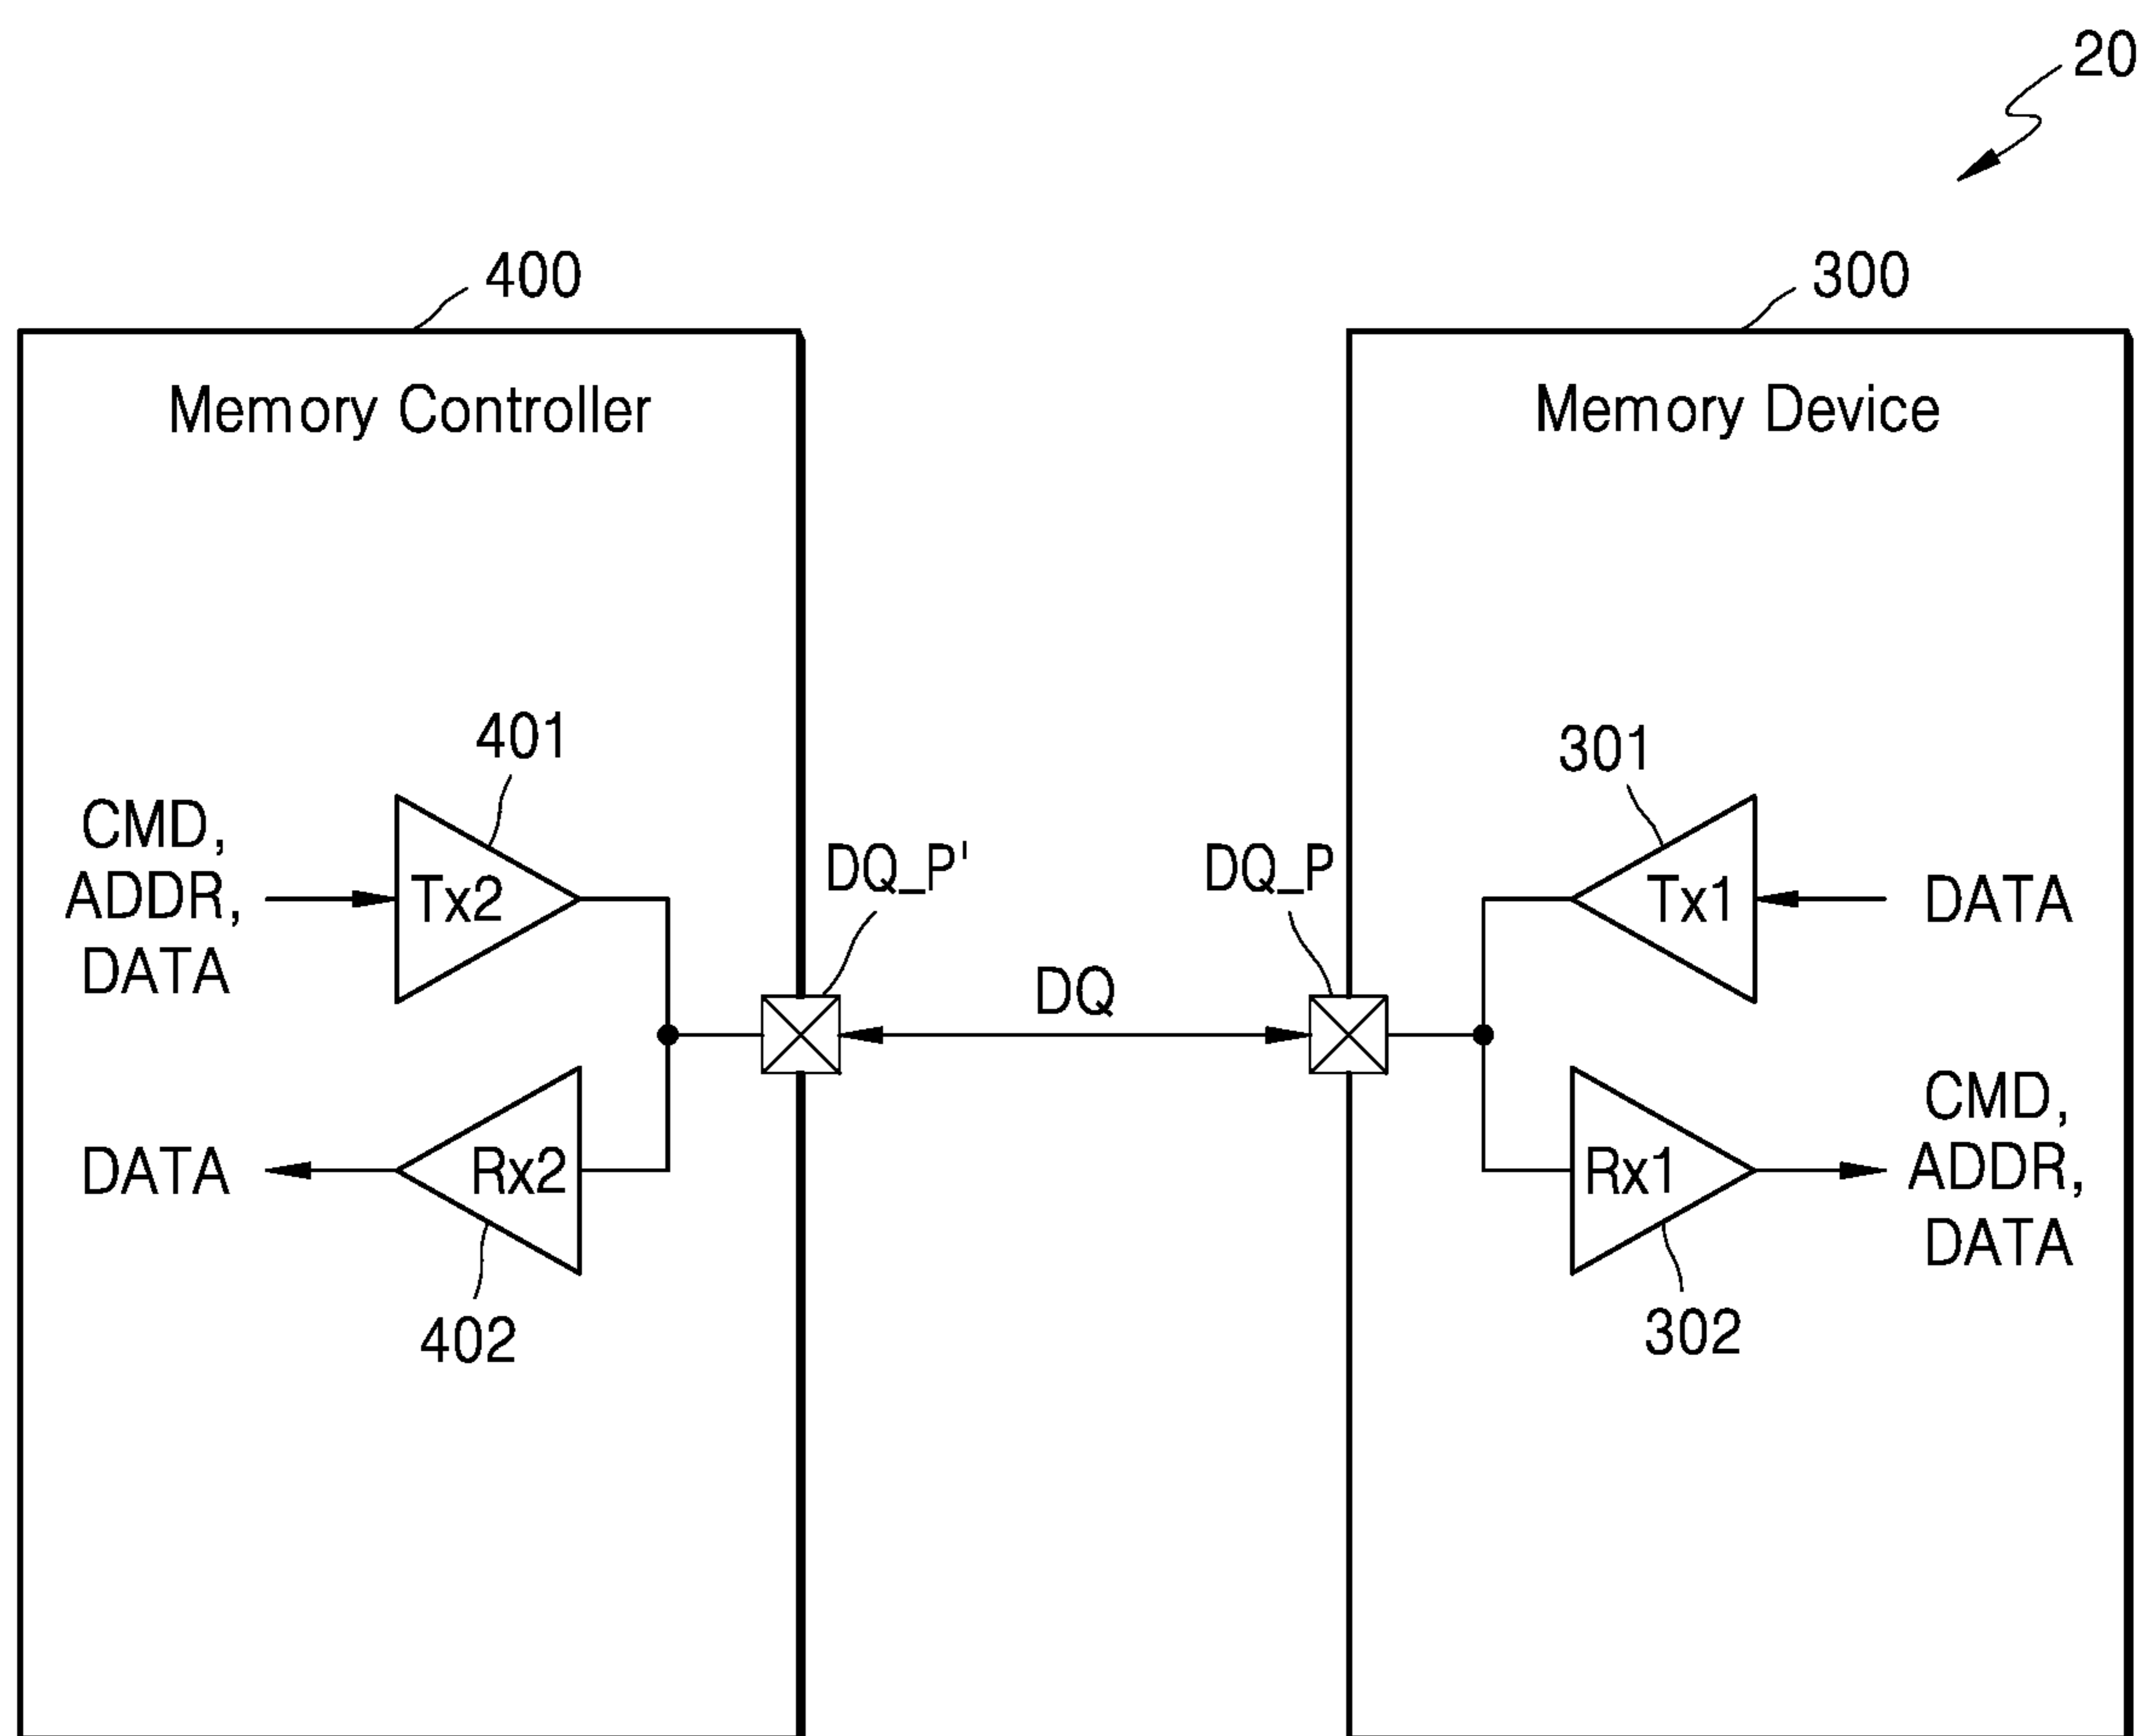 20
400
300
Memory Controller
Memory Device
401
301
CMD,
ADDR,
DATA
Tx2
DQ_P'
DQ
DQ_P
Tx1
DATA
DATA
Rx2
Rx1
CMD,
ADDR,
DATA
402
302